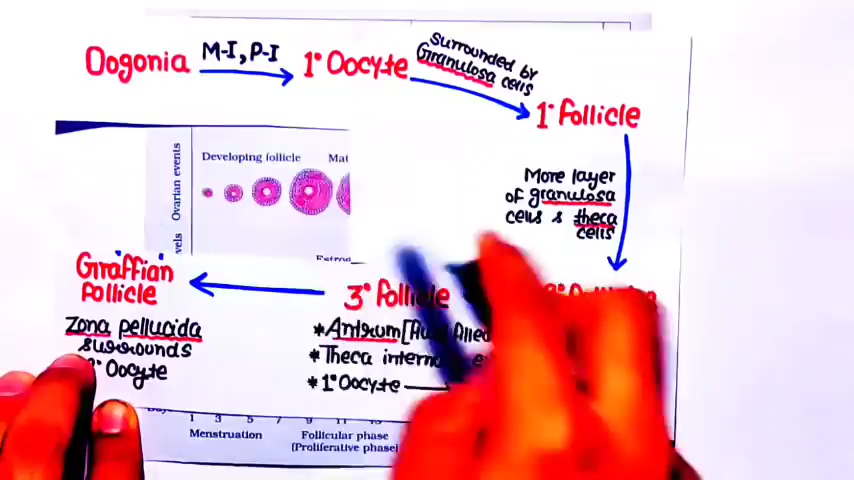 Oogonia
M-I, P-I
1° Oocyte
Surrounded by
Granulosa cells
1° follicle
More layer
of granulosa
cells & theca
cells
Ovarian events
Developing follicle
Graffian
follicle
Zona pellucida
surrounds
Oocyte
3° follicle
*Antrum
*Theca interna
*1° Oocyte
1 3 5 7 9 11
Menstruation
Follicular phase
(Proliferative phase)